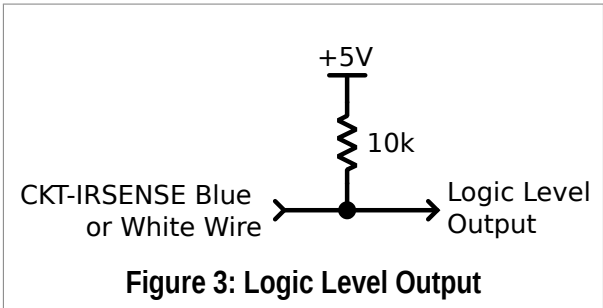 +5V
10k
CKT-IRSENSE Blue
or White Wire
Logic Level
Output
Figure 3: Logic Level Output